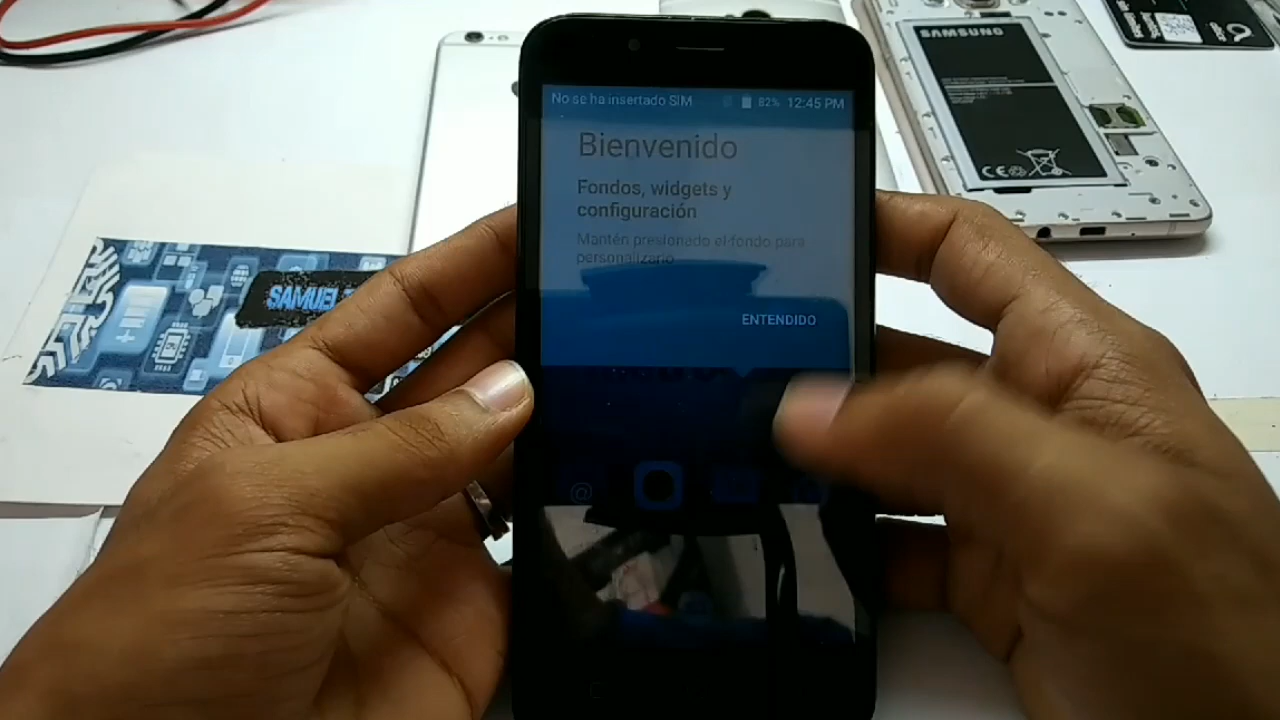 SAMSUNG
No se ha insertado SIM 82% 12:45 PM
Bienvenido
Fondos, widgets y
configuración
Mantén presionado el fondo para
personalizarlo
ENTENDIDO
SAMUEL